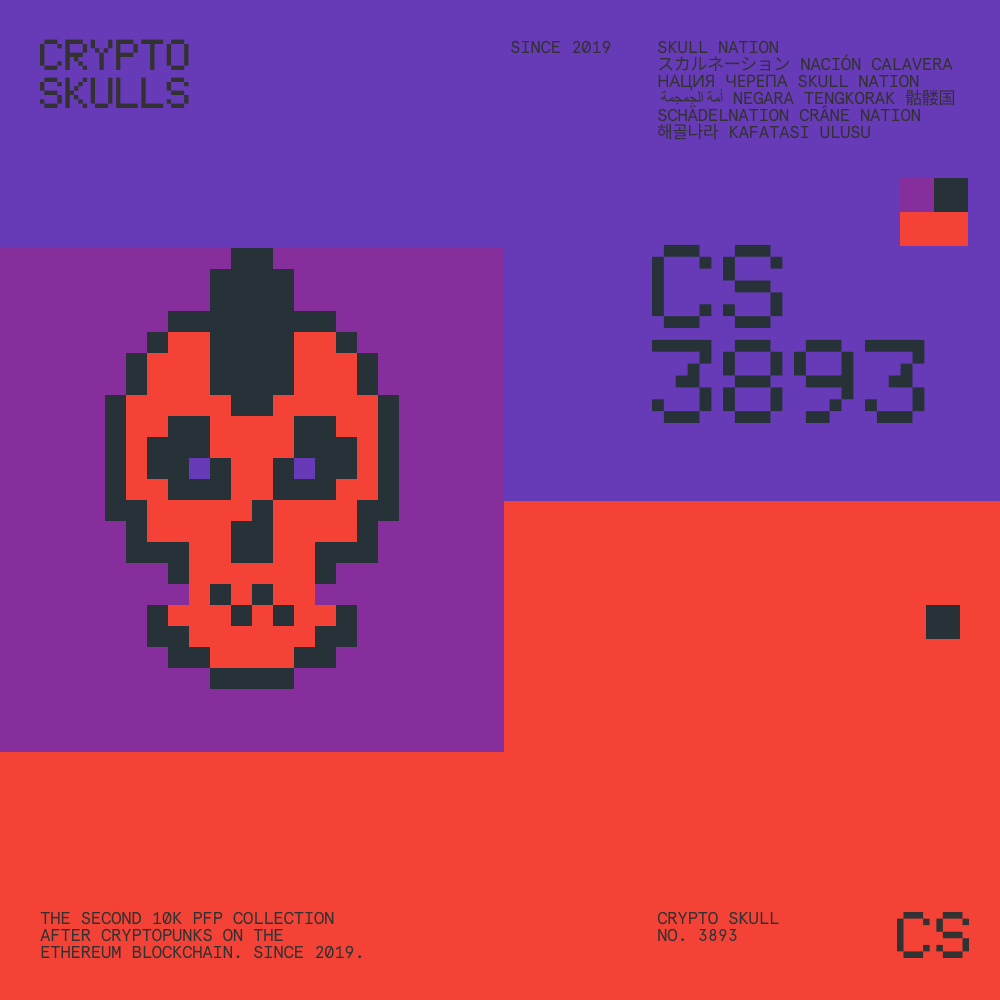 CRYPTO
SKULLS
SINCE 2019
SKULL NATION
スカルネーション NACIÓN CALAVERA
НАЦИЯ ЧЕРЕПА SKULL NATION
أمة الجمجمة NEGARA TENGKORAK 骷髅国
SCHÄDELNATION CRÂNE NATION
해골나라 KAFATASI ULUSU
CS
3893
THE SECOND 10K PFP COLLECTION
AFTER CRYPTOPUNKS ON THE
ETHEREUM BLOCKCHAIN. SINCE 2019.
CRYPTO SKULL
NO. 3893
CS